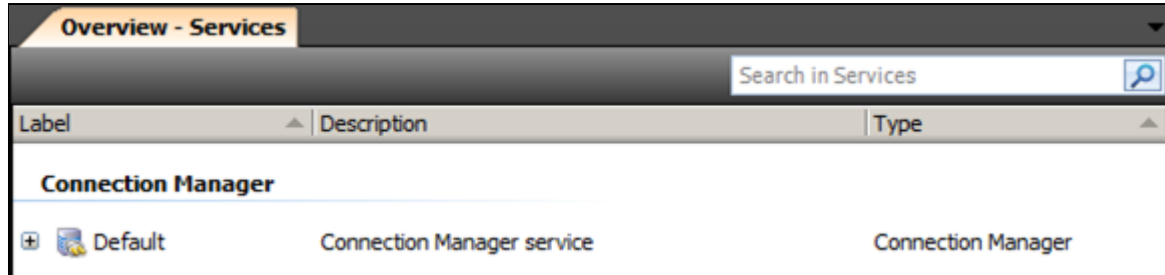 Overview - Services
Search in Services
Label Description Type
Connection Manager
Default Connection Manager service Connection Manager